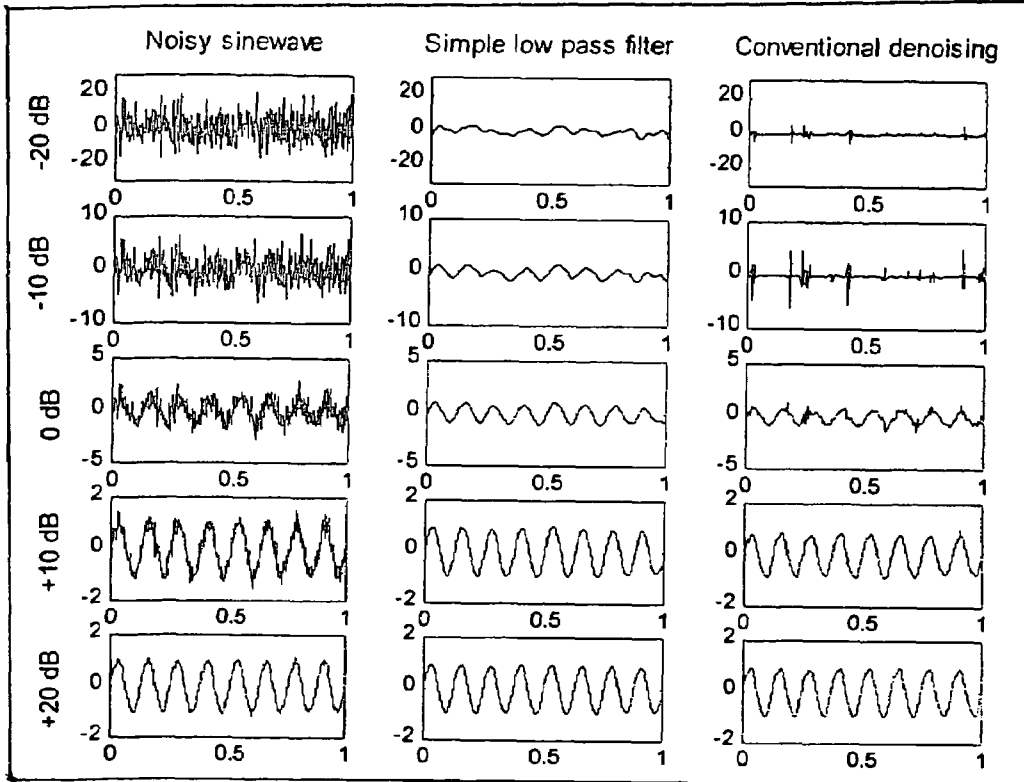 Noisy sinewave Simple low pass filter Conventional denoising
-20 dB
20 20 20
0 0 0
-20 -20 -20
0 0.5 1 0 0.5 1 0 0.5 1
-10 dB
10 10 10
0 0 0
-10 -10 -10
0 0.5 1 0 0.5 1 0 0.5 1
0 dB
5 5 5
0 0 0
-5 -5 -5
0 0.5 1 0 0.5 1 0 0.5 1
+10 dB
2 2 2
0 0 0
-2 -2 -2
0 0.5 1 0 0.5 1 0 0.5 1
+20 dB
2 2 2
0 0 0
-2 -2 -2
0 0.5 1 0 0.5 1 0 0.5 1